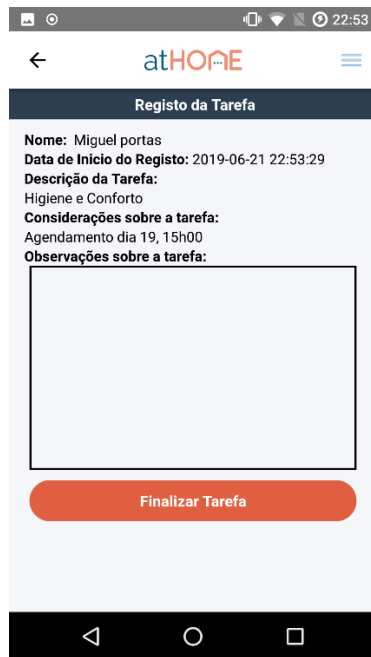 22:53
atHOME
Registo da Tarefa
Nome: Miguel portas
Data de Inicio do Registo: 2019-06-21 22:53:29
Descrição da Tarefa:
Higiene e Conforto
Considerações sobre a tarefa:
Agendamento dia 19, 15h00
Observações sobre a tarefa:
Finalizar Tarefa